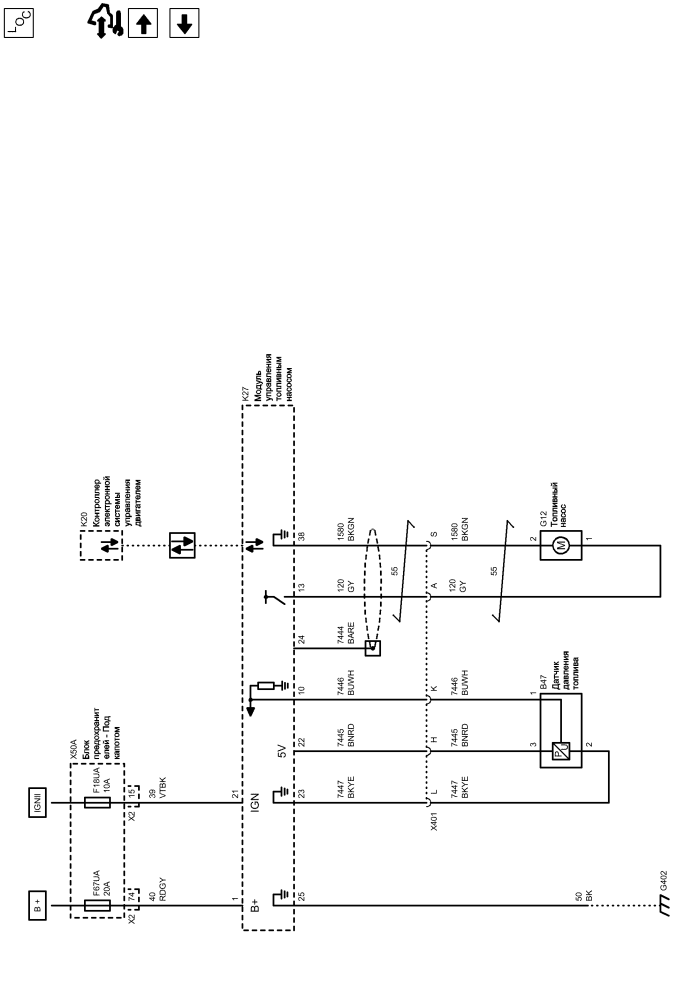 LOC
K20
Контроллер
электронной
системы
управления
двигателем
K27
Модуль
управления
топливным
насосом
X50A
Блок
предохранит
елей - Под
капотом
IGNII
F18UA
10A
15
X2
39
VTBK
21
IGN
B +
F67UA
20A
74
X2
40
RDGY
1
B+
38
1580
BKGN
S
1580
BKGN
2
G12
Топливный
насос
M
1
13
120
GY
55
A
120
GY
55
24
7444
BARE
10
7446
BUWH
K
7446
BUWH
1
B47
Датчик
давления
топлива
5V
22
7445
BNRD
H
7445
BNRD
3
P
U
2
23
7447
BKYE
L
X401
7447
BKYE
25
50
BK
G402